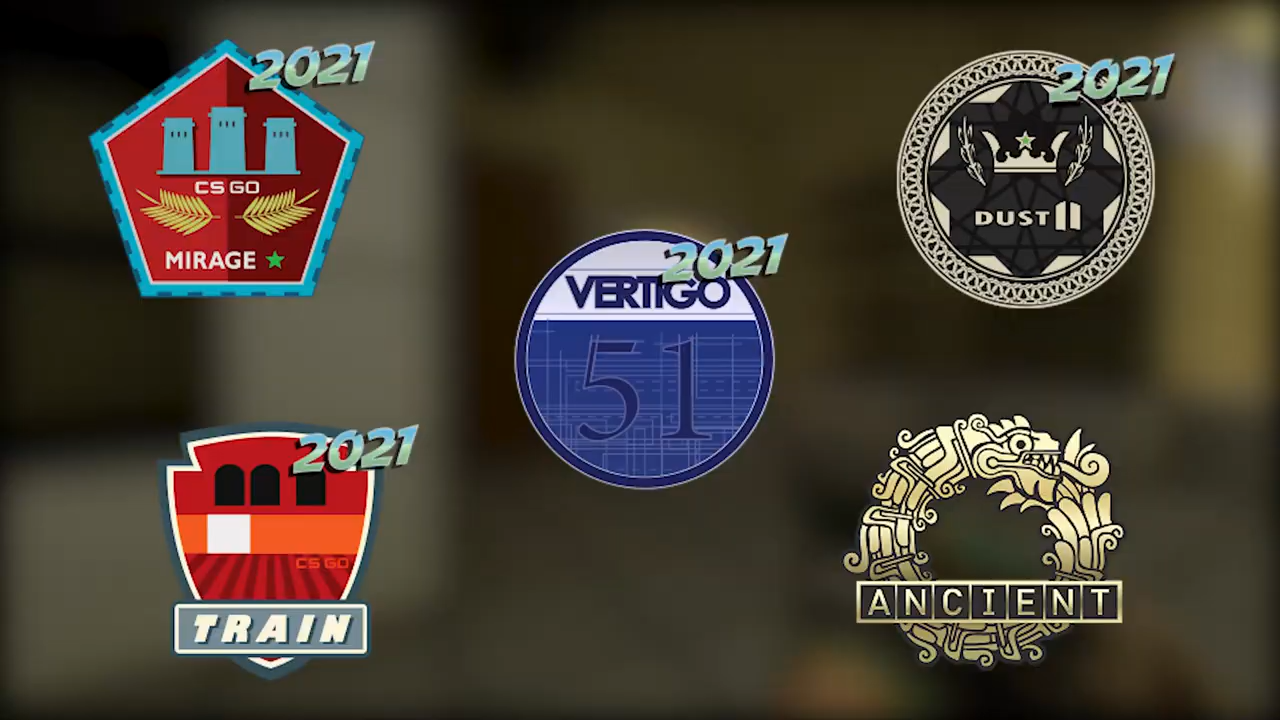 2021
CS GO
MIRAGE
2021
DUST II
2021
VERTIGO
51
2021
CS GO
TRAIN
ANCIENT